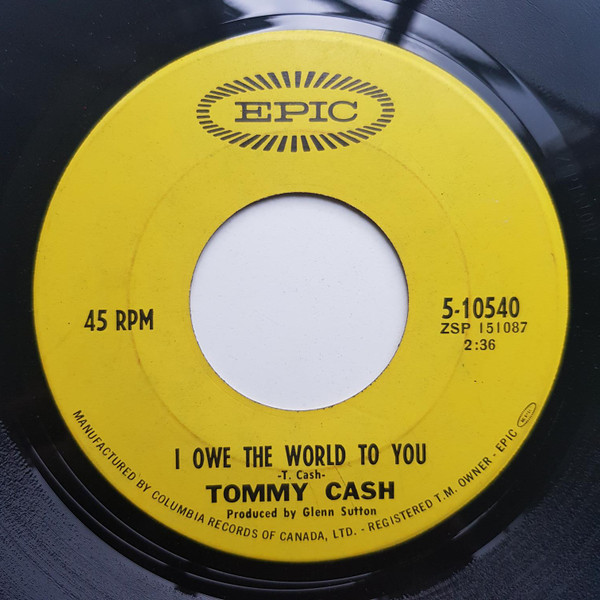 EPIC
45 RPM
5-10540
ZSP 151087
2:36
I OWE THE WORLD TO YOU
-T. Cash-
TOMMY CASH
Produced by Glenn Sutton
MANUFACTURED BY COLUMBIA RECORDS OF CANADA, LTD. - REGISTERED T.M. OWNER - EPIC EPIC